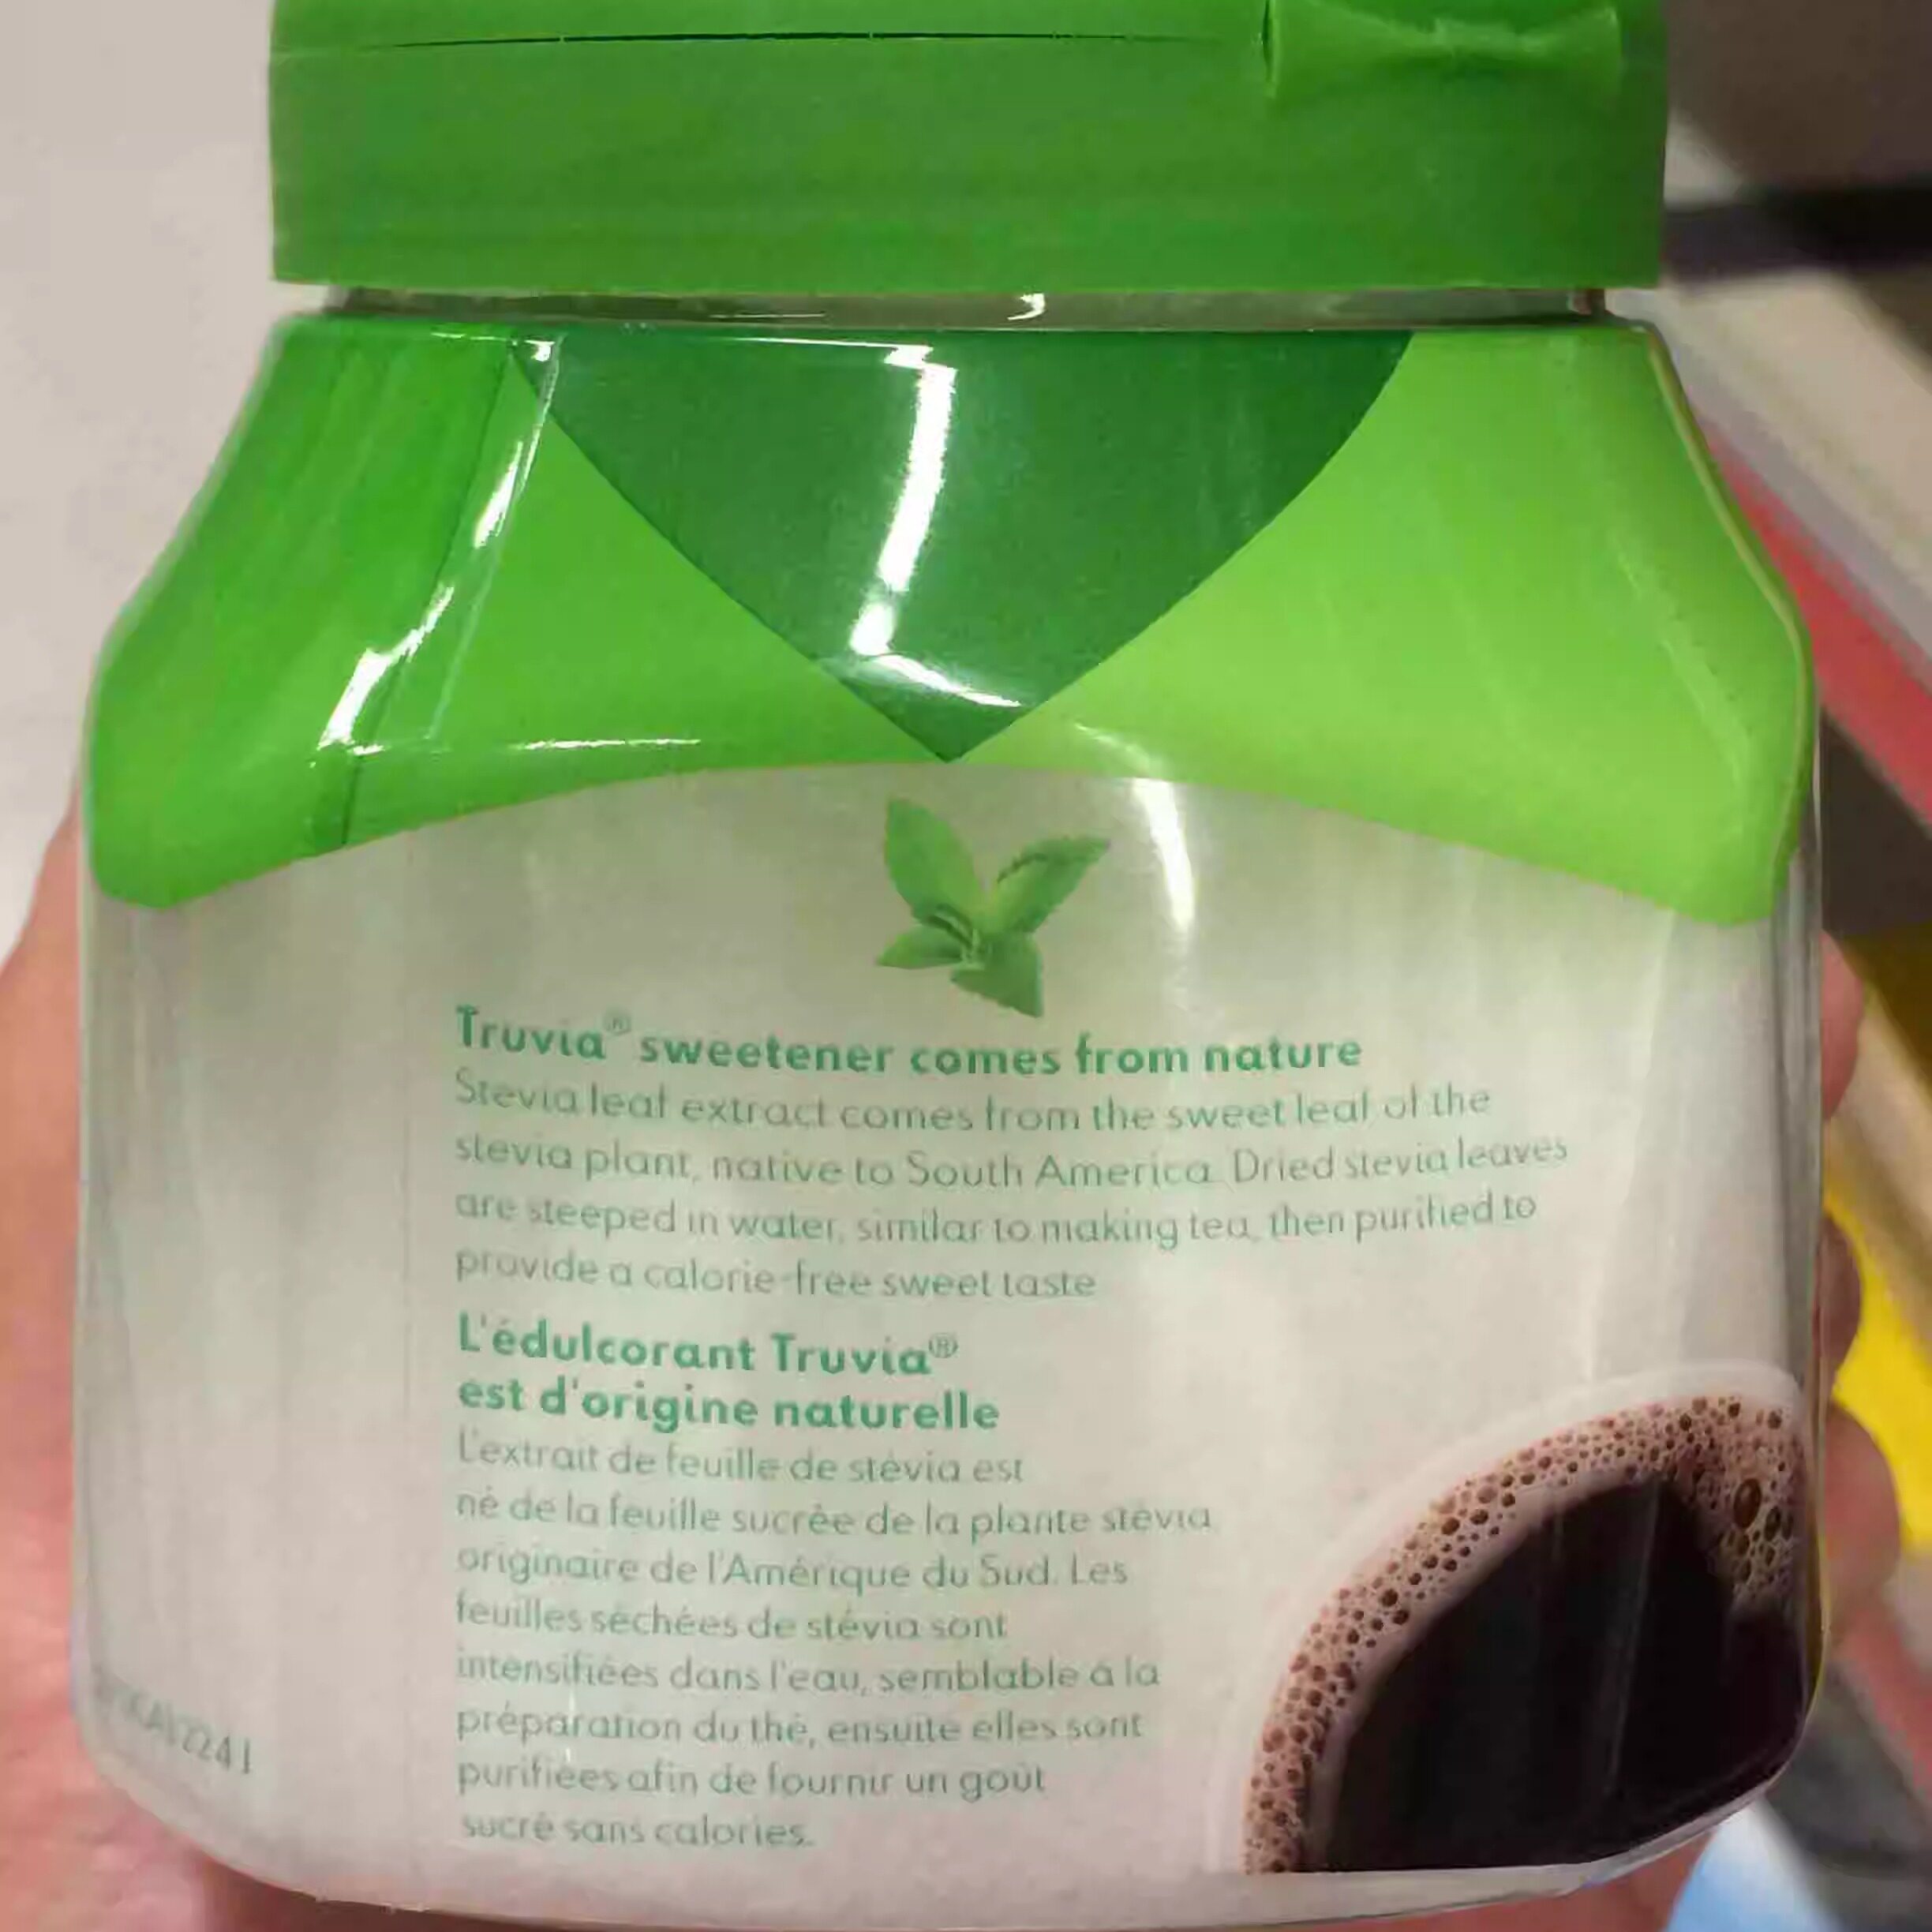 Truvia® sweetener comes from nature
Stevia leaf extract comes from the sweet leaf of the
stevia plant, native to South America. Dried stevia leaves
are steeped in water, similar to making tea, then purified to
provide a calorie-free sweet taste
L'édulcorant Truvia®
est d'origine naturelle
L'extrait de feuille de stévia est
né de la feuille sucrée de la plante stévia
originaire de l'Amérique du Sud. Les
feuilles séchées de stévia sont
intensifiées dans l'eau, semblable à la
préparation du thé, ensuite elles sont
purifiées afin de fournir un goût
sucré sans calories.